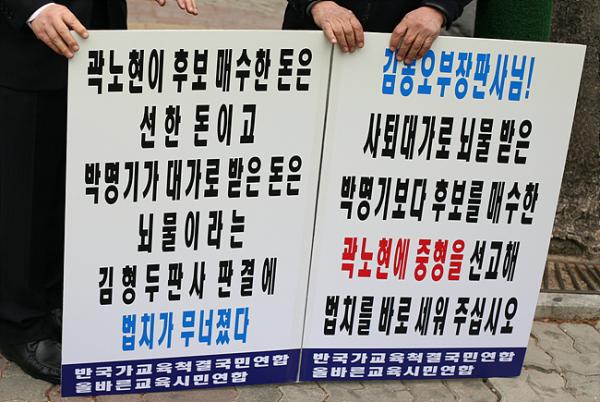 곽노현이 후보 매수한 돈은
선한 돈이고
박명기가 대가로 받은 돈은
뇌물이라는
김형두판사 판결에
법치가 무너졌다
반국가교육척결국민연합
올바른교육시민연합
김동오부장판사님!
사퇴대가로 뇌물 받은
박명기보다 후보를 매수한
곽노현에 중형을 선고해
법치를 바로 세워 주십시오
반국가교육척결국민연합
올바른교육시민연합